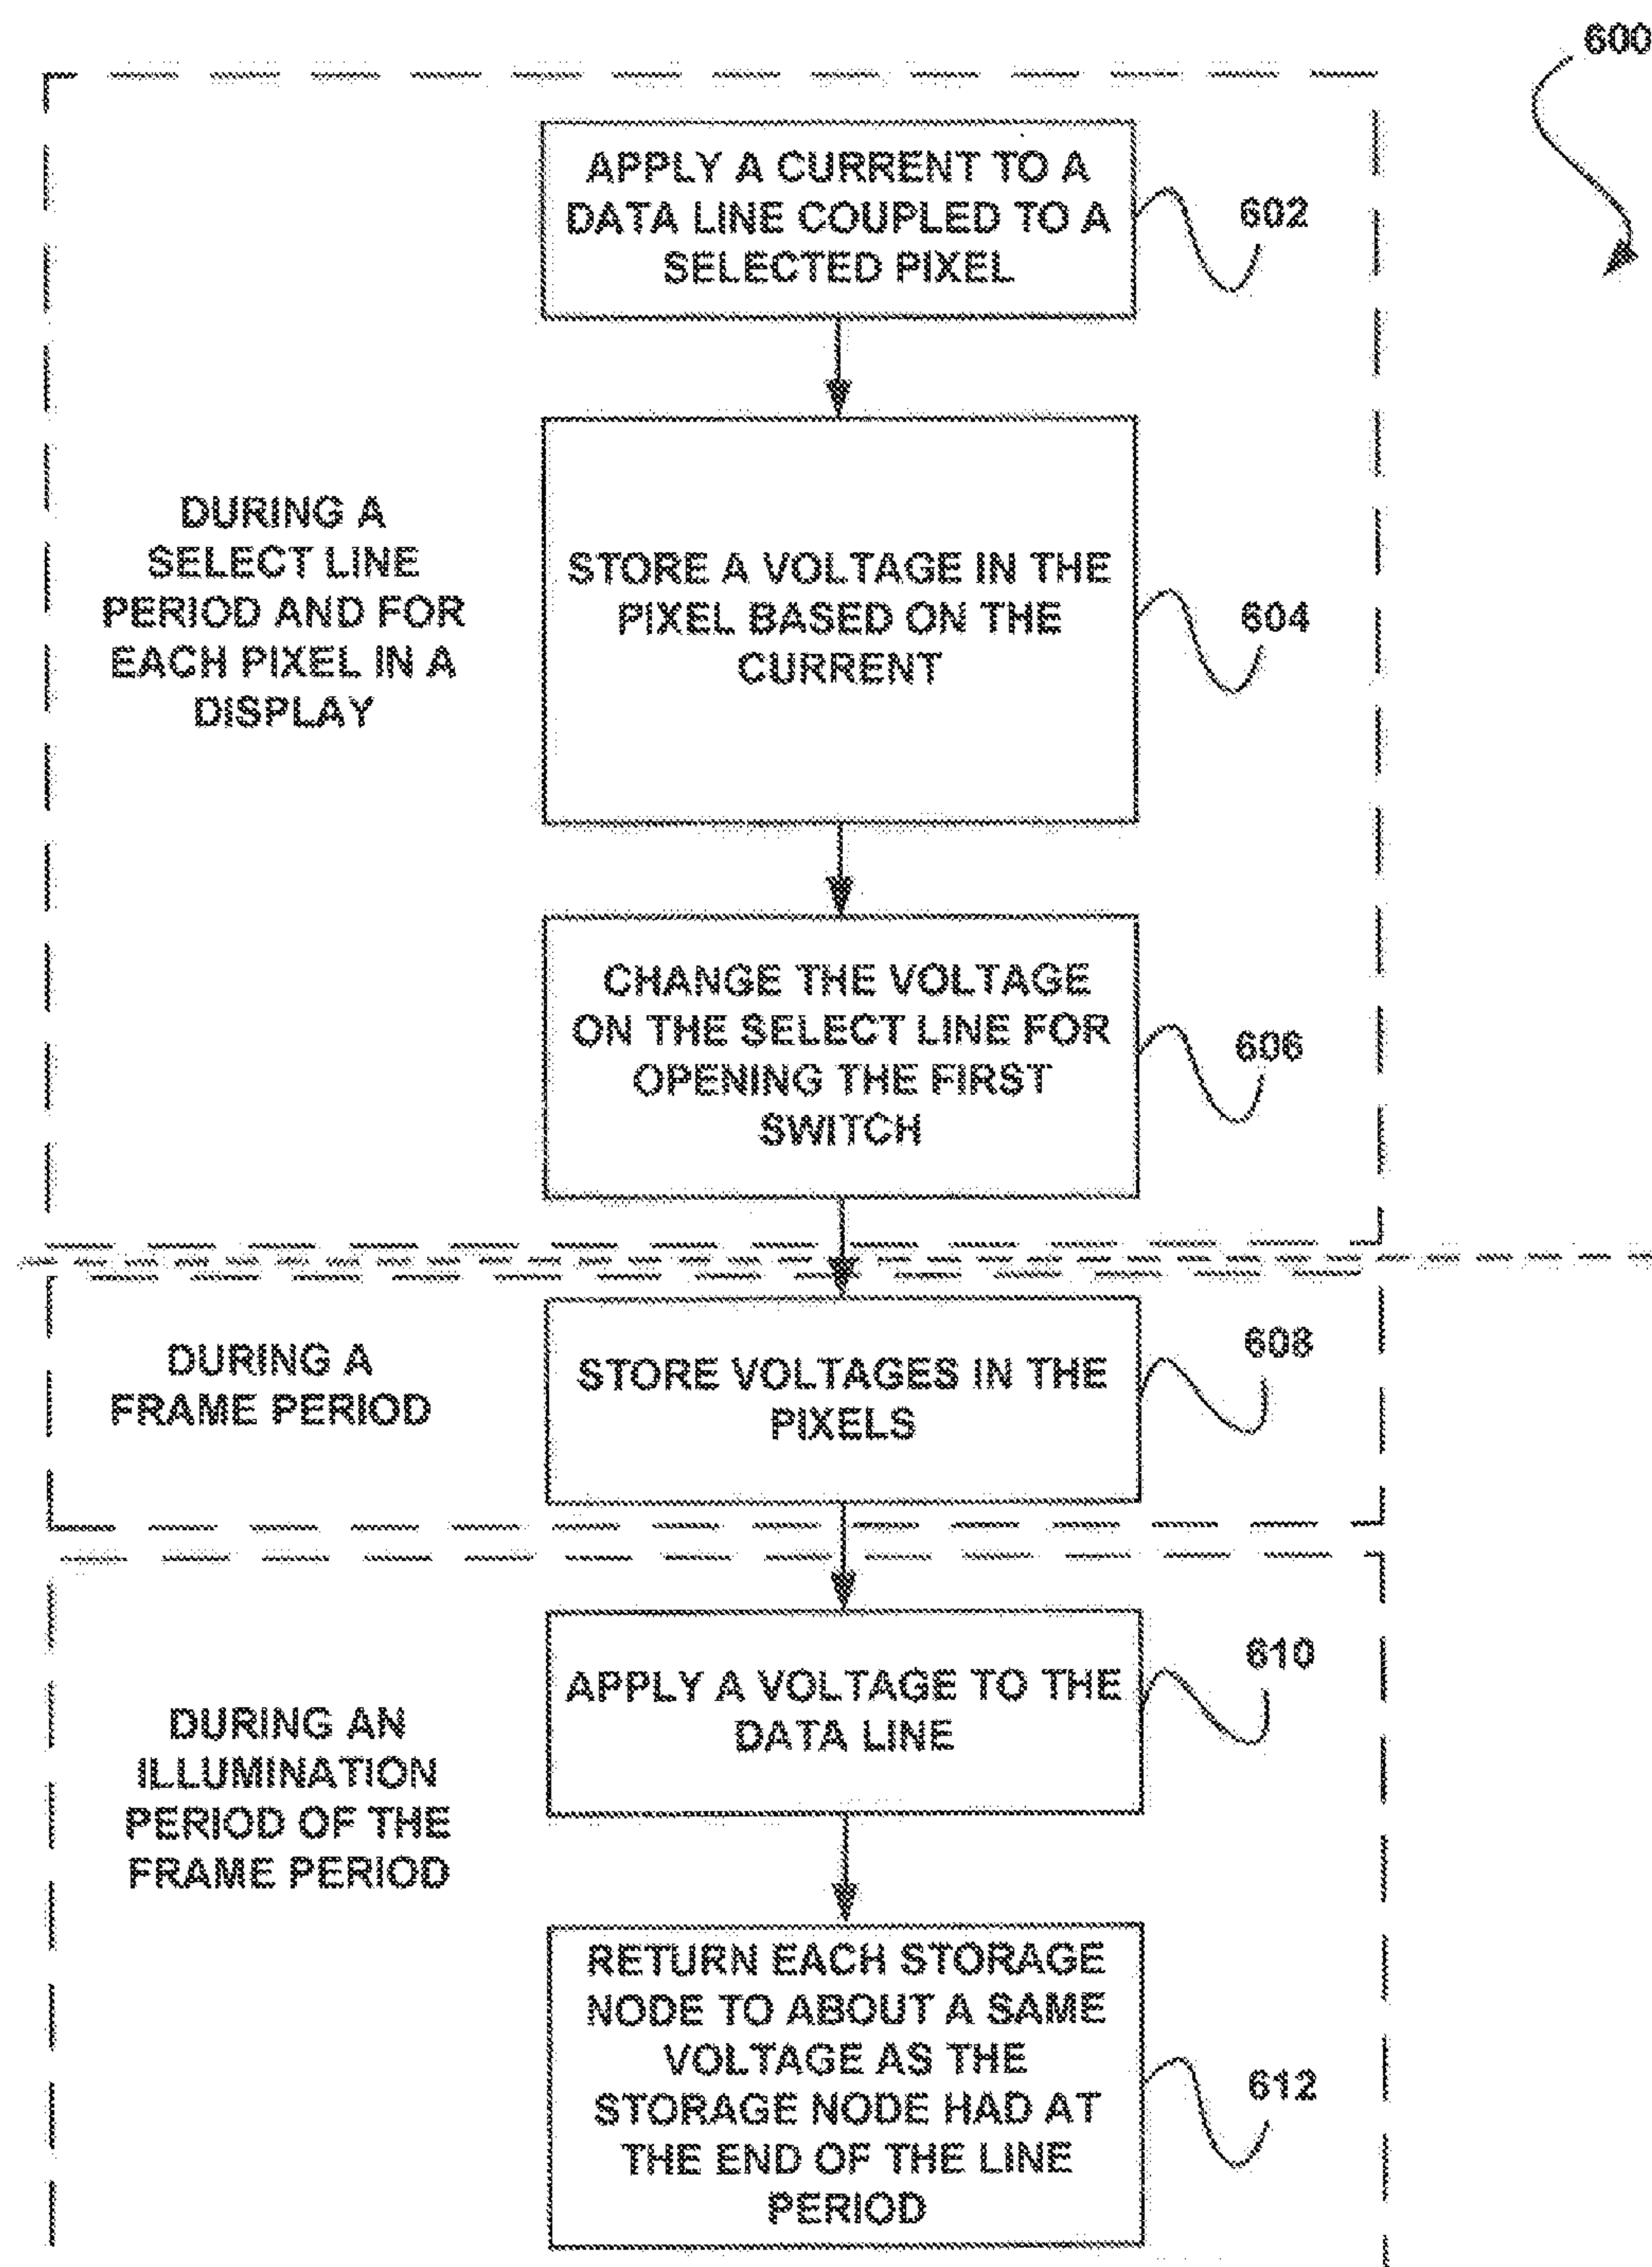 600
APPLY A CURRENT TO A
DATA LINE COUPLED TO A
SELECTED PIXEL
602
DURING A
SELECT LINE
PERIOD AND FOR
EACH PIXEL IN A
DISPLAY
STORE A VOLTAGE IN THE
PIXEL BASED ON THE
CURRENT
604
CHANGE THE VOLTAGE
ON THE SELECT LINE FOR
OPENING THE FIRST
SWITCH
606
DURING A
FRAME PERIOD
STORE VOLTAGES IN THE
PIXELS
608
DURING AN
ILLUMINATION
PERIOD OF THE
FRAME PERIOD
APPLY A VOLTAGE TO THE
DATA LINE
610
RETURN EACH STORAGE
NODE TO ABOUT A SAME
VOLTAGE AS THE
STORAGE NODE HAD AT
THE END OF THE LINE
PERIOD
612